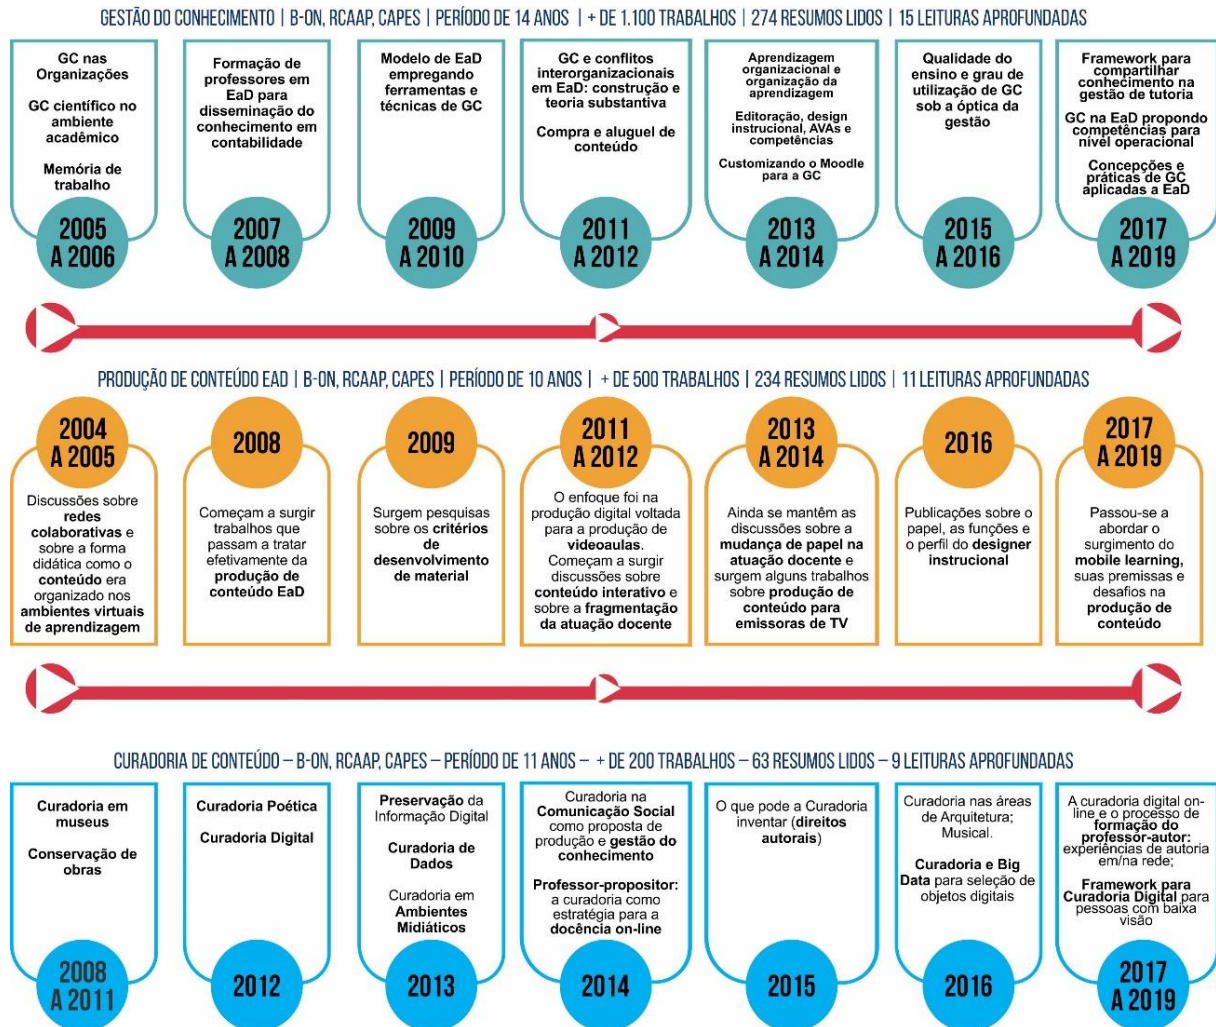 GESTÃO DO CONHECIMENTO | B-ON, RCAAP, CAPES | PERÍODO DE 14 ANOS | + DE 1.100 TRABALHOS | 274 RESUMOS LIDOS | 15 LEITURAS APROFUNDADAS
GC nas
Organizações
GC científico no
ambiente
acadêmico
Memória de
trabalho
2005
A 2006
Formação de
professores em
EaD para
disseminação do
conhecimento em
contabilidade
2007
A 2008
Modelo de EaD
empregando
ferramentas e
técnicas de GC
2009
A 2010
GC e conflitos
interorganizacionais
em EaD: construção e
teoria substantiva
Compra e aluguel de
conteúdo
2011
A 2012
Aprendizagem
organizacional e
organização da
aprendizagem
Editoração, design
instrucional, AVAs e
competências
Customizando o Moodle
para a GC
2013
A 2014
Qualidade do
ensino e grau de
utilização de GC
sob a óptica da
gestão
2015
A 2016
Framework para
compartilhar
conhecimento na
gestão de tutoria
GC na EaD propondo
competências para
nível operacional
Concepções e
práticas de GC
aplicadas a EaD
2017
A 2019
PRODUÇÃO DE CONTEÚDO EAD | B-ON, RCAAP, CAPES | PERÍODO DE 10 ANOS | + DE 500 TRABALHOS | 234 RESUMOS LIDOS | 11 LEITURAS APROFUNDADAS
2004
A 2005
Discussões sobre
redes
colaborativas e
sobre a forma
didática como o
conteúdo era
organizado nos
ambientes virtuais
de aprendizagem
2008
Começam a surgir
trabalhos que
passam a tratar
efetivamente da
produção de
conteúdo EaD
2009
Surgem pesquisas
sobre os critérios de
desenvolvimento
de material
2011
A 2012
O enfoque foi na
produção digital voltada
para a produção de
videoaulas.
Começam a surgir
discussões sobre
conteúdo interativo e
sobre a fragmentação
da atuação docente
2013
A 2014
Ainda se mantêm as
discussões sobre a
mudança de papel na
atuação docente e
surgem alguns trabalhos
sobre produção de
conteúdo para
emissoras de TV
2016
Publicações sobre o
papel, as funções e
o perfil do designer
instrucional
2017
A 2019
Passou-se a
abordar o
surgimento do
mobile learning,
suas premissas e
desafios na
produção de
conteúdo
CURADORIA DE CONTEÚDO – B-ON, RCAAP, CAPES – PERÍODO DE 11 ANOS – + DE 200 TRABALHOS – 63 RESUMOS LIDOS – 9 LEITURAS APROFUNDADAS
Curadoria em
museus
Conservação de
obras
2008
A 2011
Curadoria Poética
Curadoria Digital
2012
Preservação da
Informação Digital
Curadoria de
Dados
Curadoria em
Ambientes
Midiáticos
2013
Curadoria na
Comunicação Social
como proposta de
produção e gestão do
conhecimento
Professor-propositor:
a curadoria como
estratégia para a
docência on-line
2014
O que pode a Curadoria
inventar (direitos
autorais)
2015
Curadoria nas áreas
de Arquitetura;
Musical.
Curadoria e Big
Data para seleção de
objetos digitais
2016
A curadoria digital on-
line e o processo de
formação do
professor-autor:
experiências de autoria
em/na rede;
Framework para
Curadoria Digital para
pessoas com baixa
visão
2017
A 2019